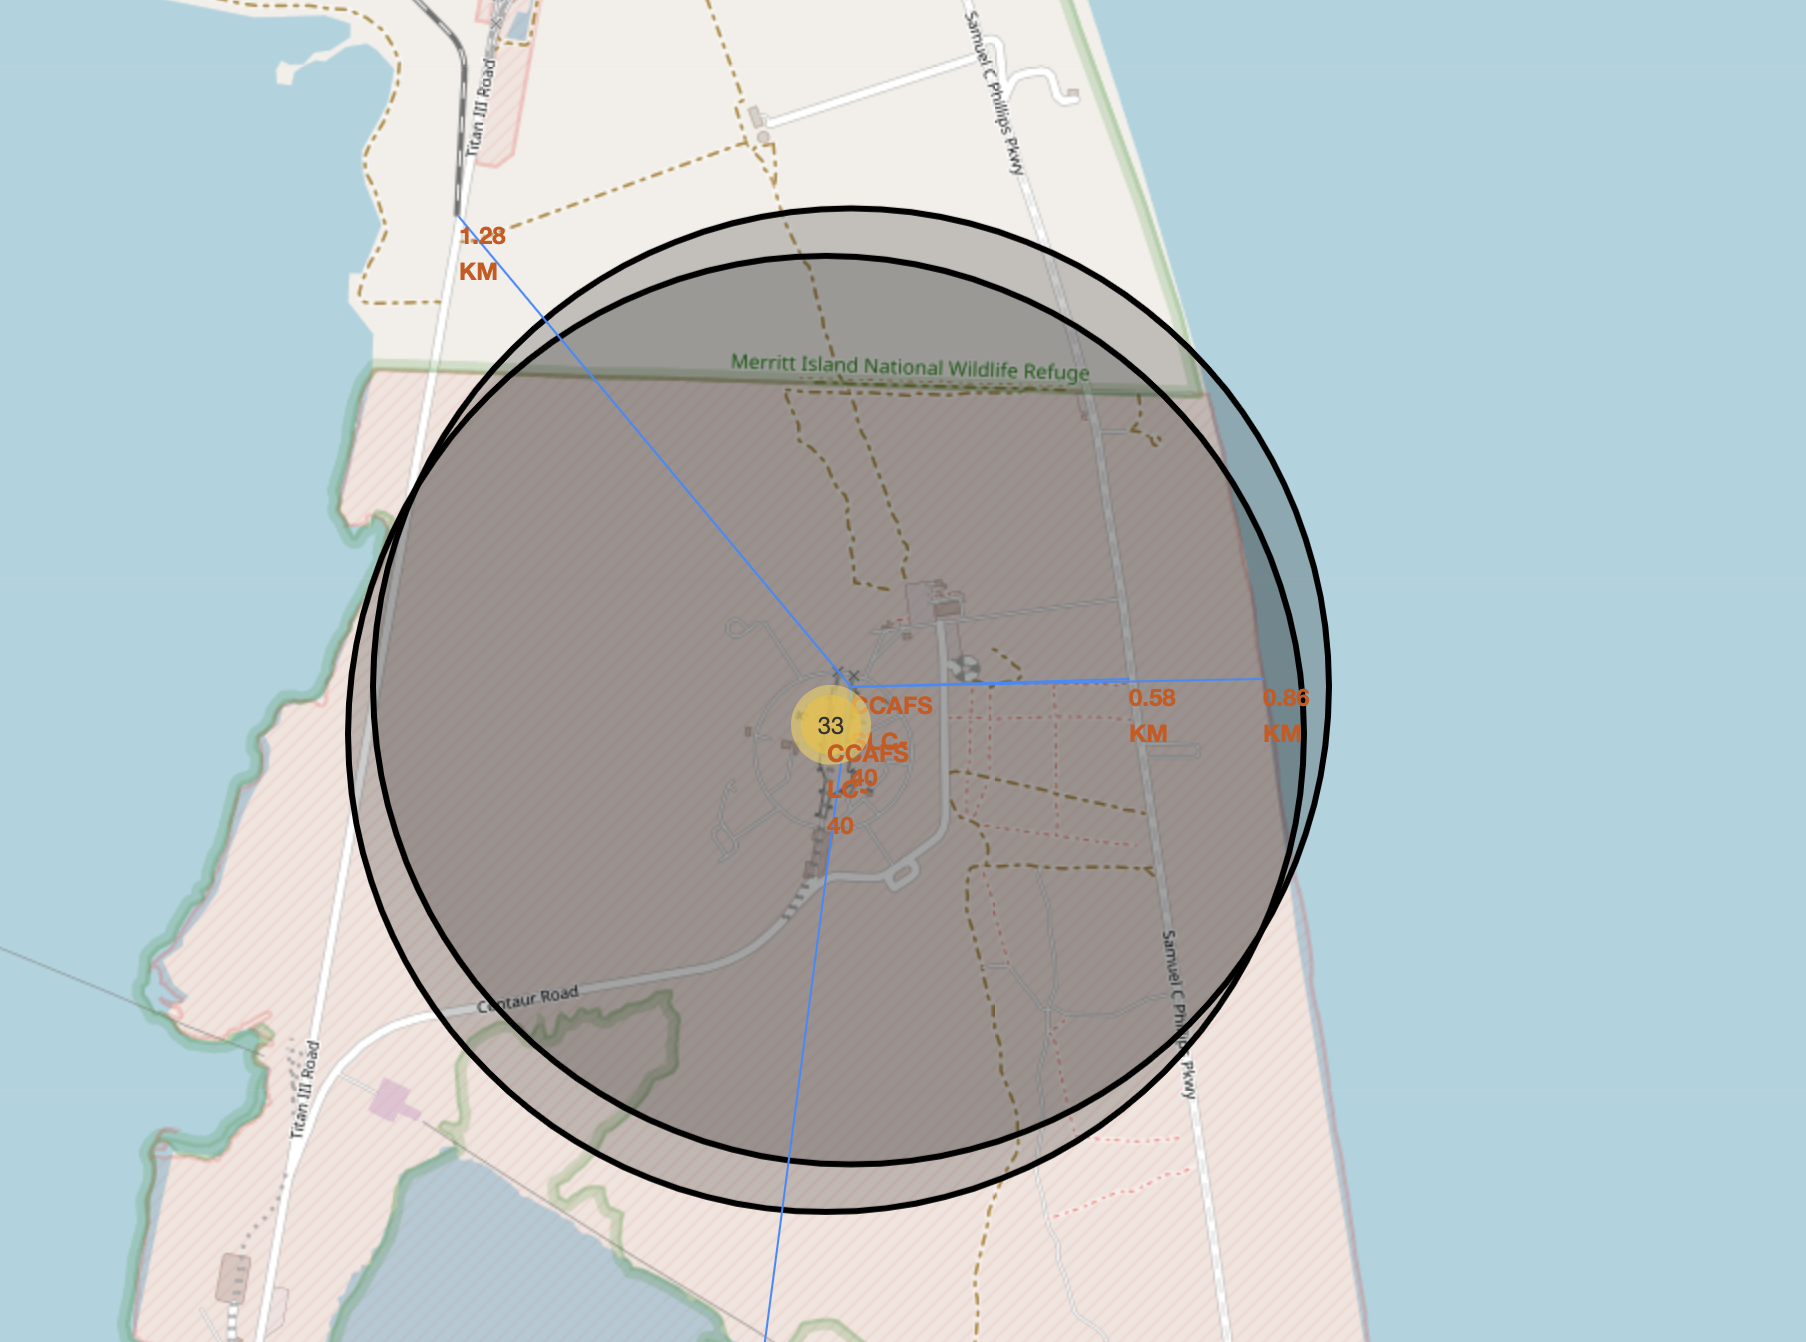 Titan III Road
Samuel C Phillips Pkwy
1.28
KM
Merritt Island National Wildlife Refuge
CCAFS
SLC-
40
33
CCAFS
LC-
40
0.58
KM
0.86
KM
Samuel C Phillips Pkwy
Centaur Road
Titan III Road